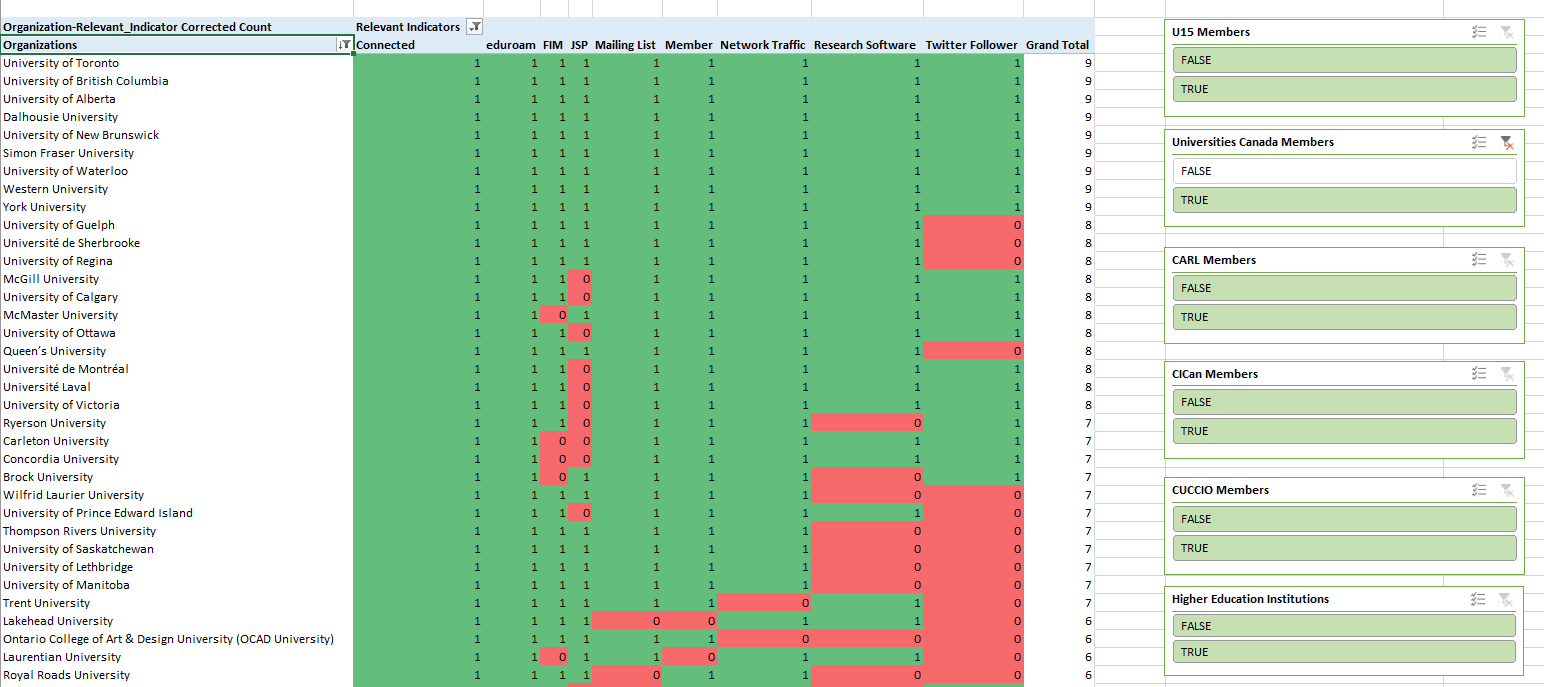 Organization-Relevant_Indicator Corrected Count Relevant Indicators
Organizations Connected eduroam FIM JSP Mailing List Member Network Traffic Research Software Twitter Follower Grand Total
University of Toronto 1 1 1 1 1 1 1 1 1 9
University of British Columbia 1 1 1 1 1 1 1 1 1 9
University of Alberta 1 1 1 1 1 1 1 1 1 9
Dalhousie University 1 1 1 1 1 1 1 1 1 9
University of New Brunswick 1 1 1 1 1 1 1 1 1 9
Simon Fraser University 1 1 1 1 1 1 1 1 1 9
University of Waterloo 1 1 1 1 1 1 1 1 1 9
Western University 1 1 1 1 1 1 1 1 1 9
York University 1 1 1 1 1 1 1 1 1 9
University of Guelph 1 1 1 1 1 1 1 1 0 8
Université de Sherbrooke 1 1 1 1 1 1 1 1 0 8
University of Regina 1 1 1 1 1 1 1 1 0 8
McGill University 1 1 1 0 1 1 1 1 1 8
University of Calgary 1 1 1 0 1 1 1 1 1 8
McMaster University 1 1 0 1 1 1 1 1 1 8
University of Ottawa 1 1 1 0 1 1 1 1 1 8
Queen's University 1 1 1 1 1 1 1 1 0 8
Université de Montréal 1 1 1 0 1 1 1 1 1 8
Université Laval 1 1 1 0 1 1 1 1 1 8
University of Victoria 1 1 1 0 1 1 1 1 1 8
Ryerson University 1 1 1 0 1 1 1 0 1 7
Carleton University 1 1 0 0 1 1 1 1 1 7
Concordia University 1 1 0 0 1 1 1 1 1 7
Brock University 1 1 0 1 1 1 1 0 1 7
Wilfrid Laurier University 1 1 1 1 1 1 1 0 0 7
University of Prince Edward Island 1 1 1 0 1 1 1 1 0 7
Thompson Rivers University 1 1 1 1 1 1 1 0 0 7
University of Saskatchewan 1 1 1 1 1 1 1 0 0 7
University of Lethbridge 1 1 1 1 1 1 1 0 0 7
University of Manitoba 1 1 1 1 1 1 1 0 0 7
Trent University 1 1 1 1 1 1 0 1 0 7
Lakehead University 1 1 1 1 0 0 1 1 0 6
Ontario College of Art & Design University (OCAD University) 1 1 1 1 1 1 0 0 0 6
Laurentian University 1 1 0 1 1 0 1 1 0 6
Royal Roads University 1 1 1 1 0 1 1 0 0 6
U15 Members
FALSE
TRUE
Universities Canada Members
FALSE
TRUE
CARL Members
FALSE
TRUE
CICan Members
FALSE
TRUE
CUCCIO Members
FALSE
TRUE
Higher Education Institutions
FALSE
TRUE